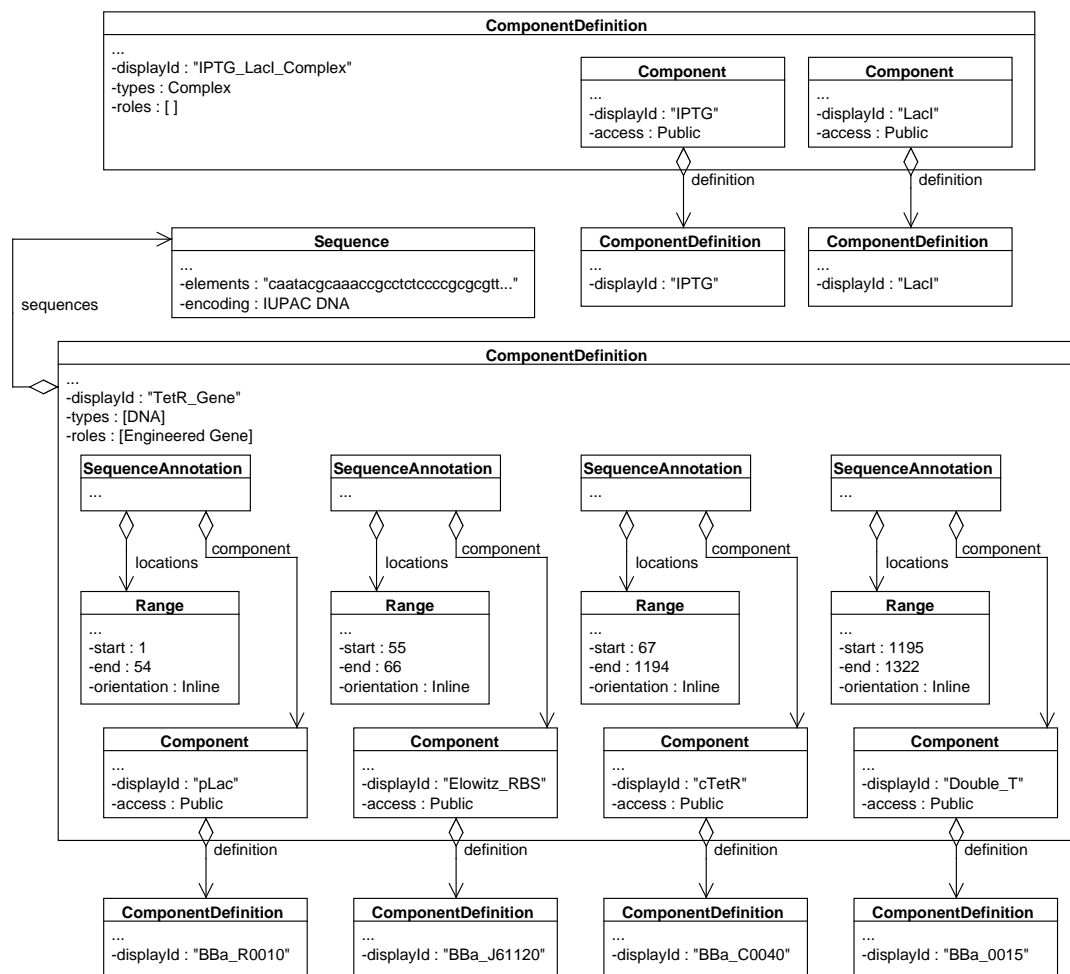 ComponentDefinition
...
-displayId : "IPTG_LacI_Complex"
-types : Complex
-roles : [ ]
Component
...
-displayId : "IPTG"
-access : Public
Component
...
-displayId : "LacI"
-access : Public
definition
definition
ComponentDefinition
...
-displayId : "IPTG"
ComponentDefinition
...
-displayId : "LacI"
Sequence
...
-elements : "caatacgcaaaccgcctctccccgcgcgtt..."
-encoding : IUPAC DNA
sequences
ComponentDefinition
...
-displayId : "TetR_Gene"
-types : [DNA]
-roles : [Engineered Gene]
SequenceAnnotation
...
SequenceAnnotation
...
SequenceAnnotation
...
SequenceAnnotation
...
locations
component
locations
component
locations
component
locations
component
Range
...
-start : 1
-end : 54
-orientation : Inline
Range
...
-start : 55
-end : 66
-orientation : Inline
Range
...
-start : 67
-end : 1194
-orientation : Inline
Range
...
-start : 1195
-end : 1322
-orientation : Inline
Component
...
-displayId : "pLac"
-access : Public
Component
...
-displayId : "Elowitz_RBS"
-access : Public
Component
...
-displayId : "cTetR"
-access : Public
Component
...
-displayId : "Double_T"
-access : Public
definition
definition
definition
definition
ComponentDefinition
...
-displayId : "BBa_R0010"
ComponentDefinition
...
-displayId : "BBa_J61120"
ComponentDefinition
...
-displayId : "BBa_C0040"
ComponentDefinition
...
-displayId : "BBa_0015"